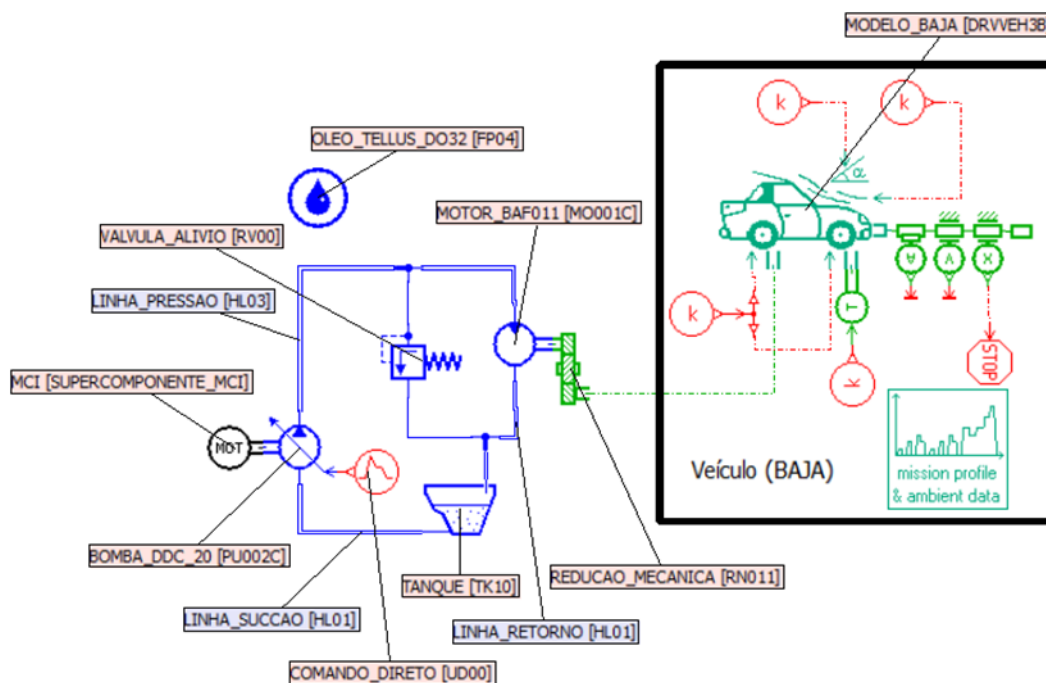 MODELO_BAJA [DRVVEH3B
k
k
α
OLEO_TELLUS_DO32 [FP04]
MOTOR_BAF011 [MO001C]
VALVULA_ALIVIO [RV00]
LINHA_PRESSAO [HL03]
A
V
X
k
T
STOP
k
MCI [SUPERCOMPONENTE_MCI]
MOT
Veículo (BAJA)
mission profile
& ambient data
BOMBA_DDC_20 [PU002C]
TANQUE [TK10]
REDUCAO_MECANICA [RN011]
LINHA_SUCCAO [HL01]
LINHA_RETORNO [HL01]
COMANDO_DIRETO [UD00]